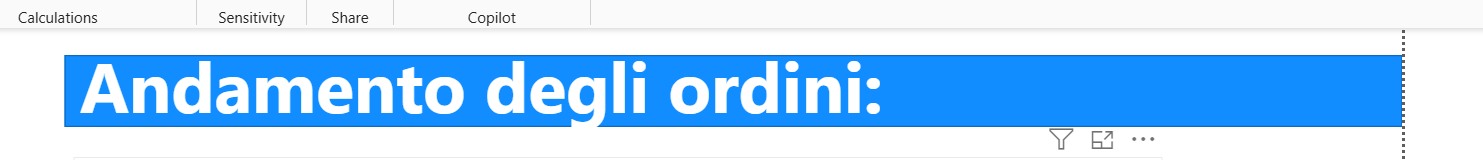 Calculations Sensitivity Share Copilot
Andamento degli ordini: